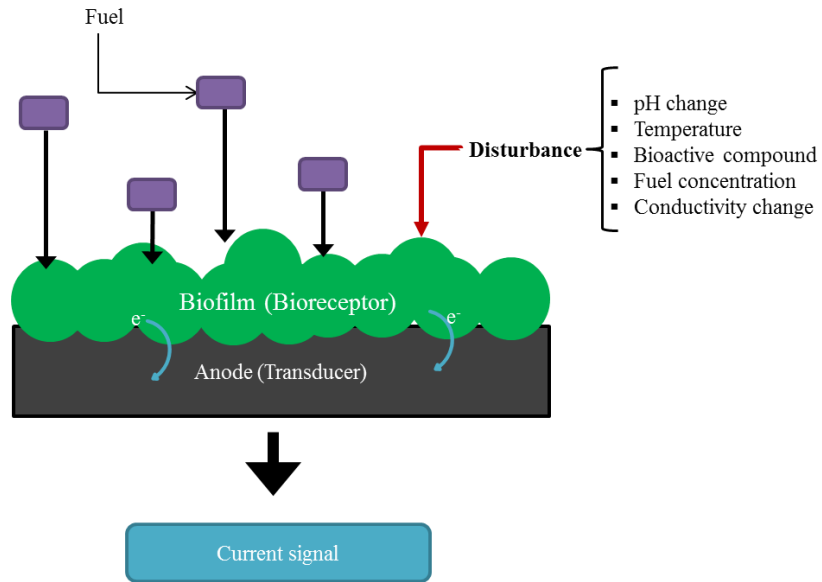 Fuel
Disturbance
▪ pH change
▪ Temperature
▪ Bioactive compound
▪ Fuel concentration
▪ Conductivity change
Biofilm (Bioreceptor)
e-
e-
Anode (Transducer)
Current signal